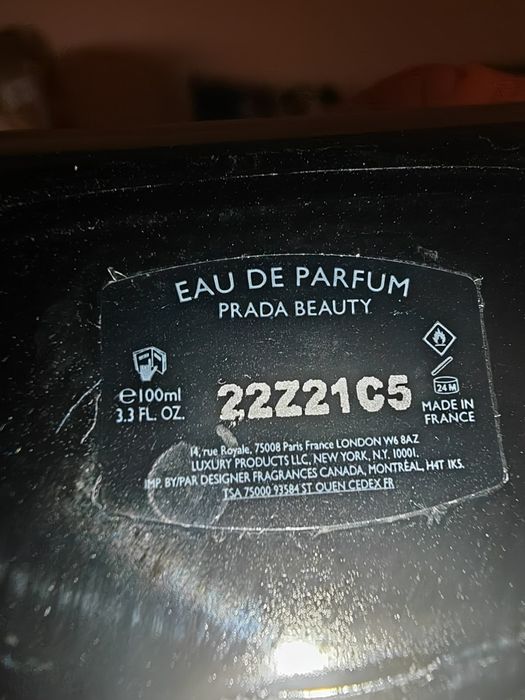 EAU DE PARFUM
PRADA BEAUTY
℮100ml
3.3 FL. OZ.
22Z21C5
24 M
MADE IN
FRANCE
14, rue Royale, 75008 Paris France LONDON W6 8AZ
LUXURY PRODUCTS LLC, NEW YORK, N.Y. 10001.
IMP. BY/PAR DESIGNER FRAGRANCES CANADA, MONTRÉAL, H4T 1K5.
TSA 75000 93584 ST OUEN CEDEX FR